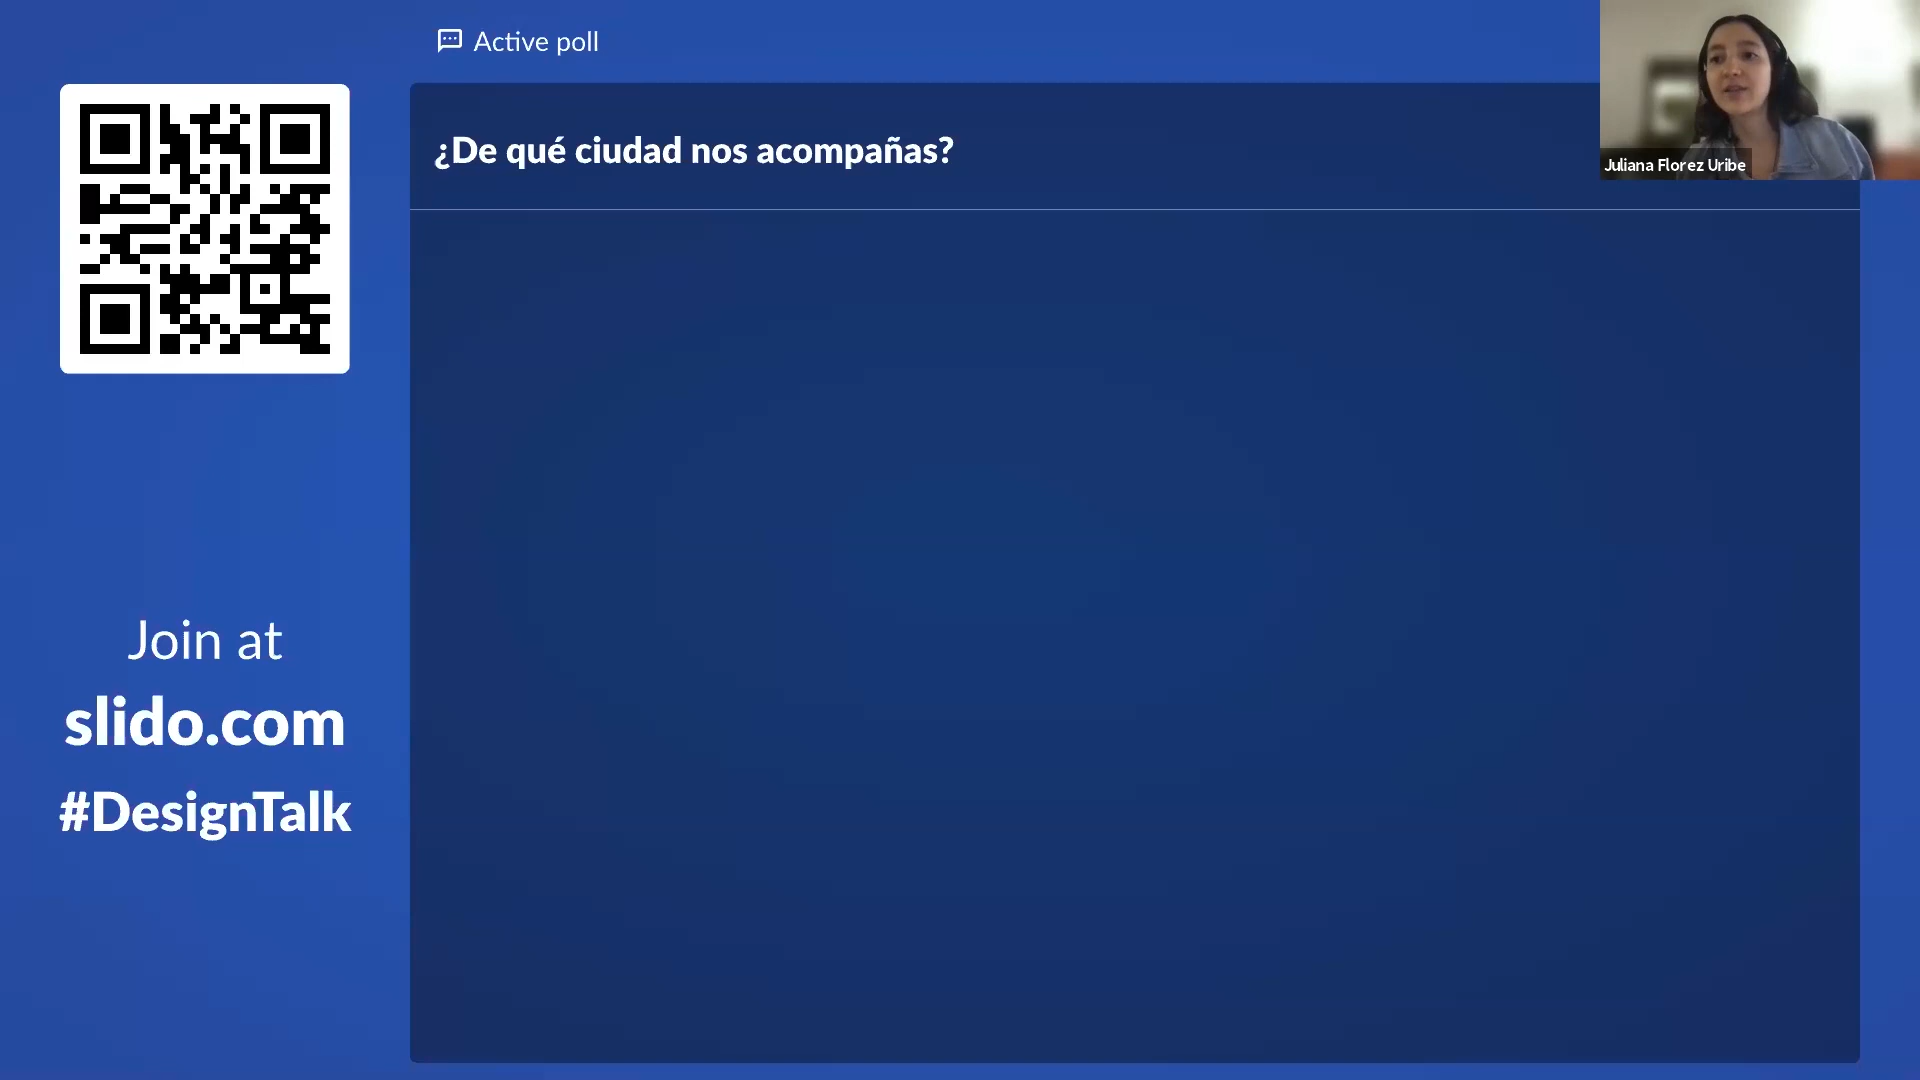 Active poll
¿De qué ciudad nos acompañas?
Juliana Florez Uribe
Join at
slido.com
#DesignTalk